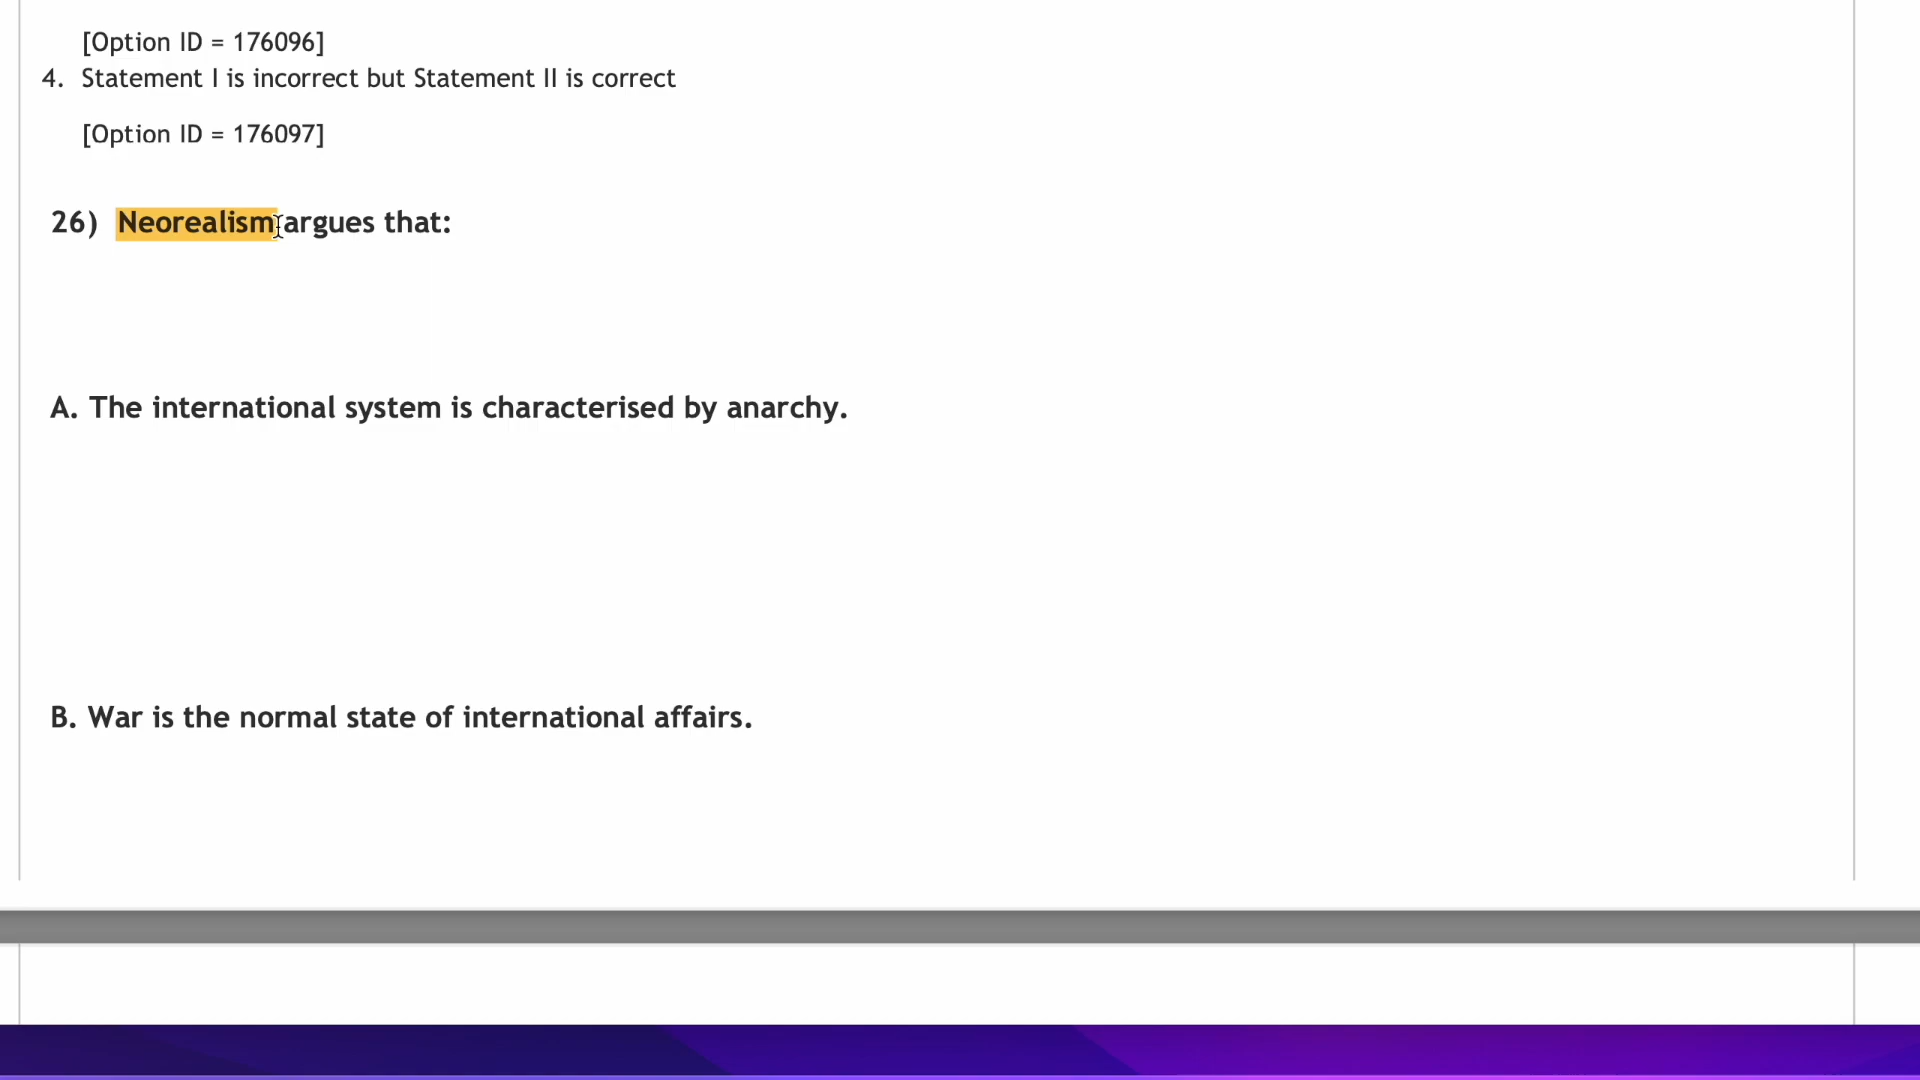 [Option ID = 176096]
4. Statement I is incorrect but Statement II is correct
[Option ID = 176097]
26) Neorealism argues that:
A. The international system is characterised by anarchy.
B. War is the normal state of international affairs.